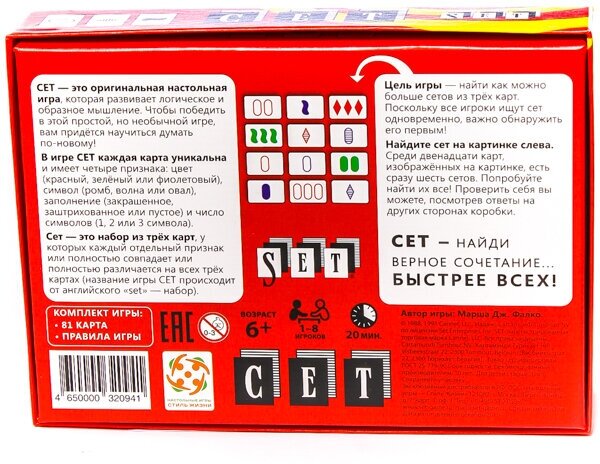 С Е Т SET
СЕТ — это оригинальная настольная
игра, которая развивает логическое и
образное мышление. Чтобы победить
в этой простой, но необычной игре,
вам придётся научиться думать
по-новому!
В игре СЕТ каждая карта уникальна
и имеет четыре признака: цвет
(красный, зелёный или фиолетовый),
символ (ромб, волна или овал),
заполнение (закрашенное,
заштрихованное или пустое) и число
символов (1, 2 или 3 символа).
Сет — это набор из трёх карт, у
которых каждый отдельный признак
или полностью совпадает или
полностью различается на всех трёх
картах (название игры СЕТ происходит
от английского «set» — набор).
Цель игры — найти как можно
больше сетов из трёх карт.
Поскольку все игроки ищут сет
одновременно, важно обнаружить
его первым!
Найдите сет на картинке слева.
Среди двенадцати карт,
изображённых на картинке, есть
сразу шесть сетов. Попробуйте
найти их все! Проверить себя вы
можете, посмотрев ответы на
других сторонах коробки.
СЕТ — НАЙДИ
ВЕРНОЕ СОЧЕТАНИЕ...
БЫСТРЕЕ ВСЕХ!
SET
КОМПЛЕКТ ИГРЫ:
• 81 КАРТА
• ПРАВИЛА ИГРЫ
EAC
0-3
ВОЗРАСТ
6+
1–8
ИГРОКОВ
20 мин.
Автор игры: Марша Дж. Фалко
4 650000 320941
НАСТОЛЬНЫЕ ИГРЫ
СТИЛЬ ЖИЗНИ
СЕТ